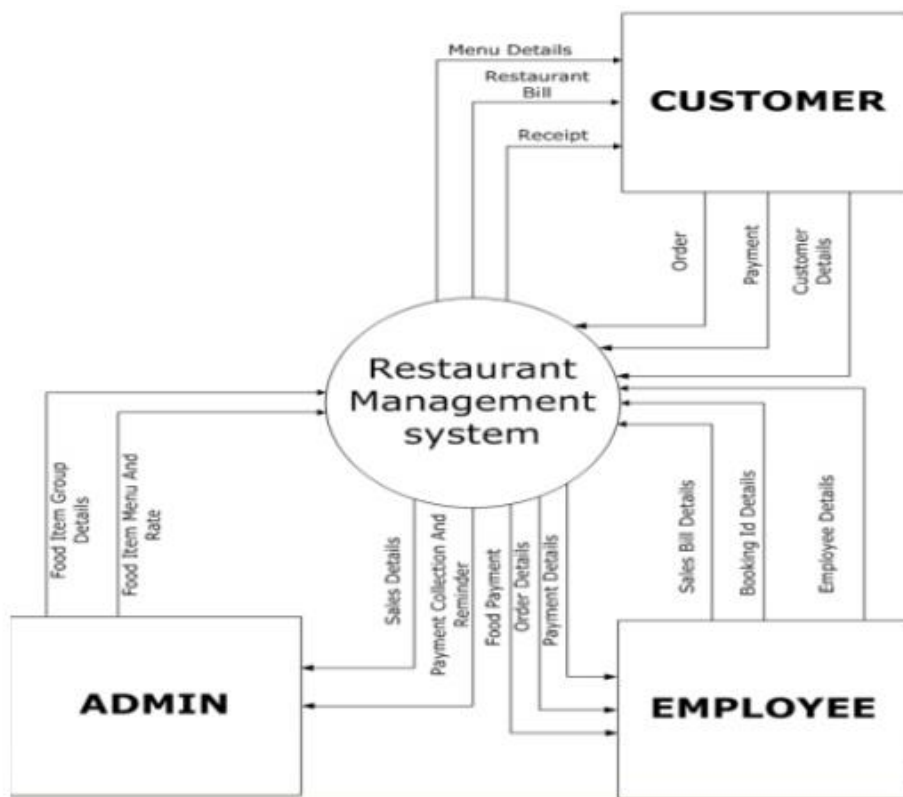 Menu Details
Restaurant
Bill
Receipt
CUSTOMER
Order
Payment
Customer
Details
Restaurant
Management
system
Food Item Group
Details
Food Item Menu And
Rate
Sales Details
Payment Collection And
Reminder
Food Payment
Order Details
Payment Details
Sales Bill Details
Booking Id Details
Employee Details
ADMIN
EMPLOYEE